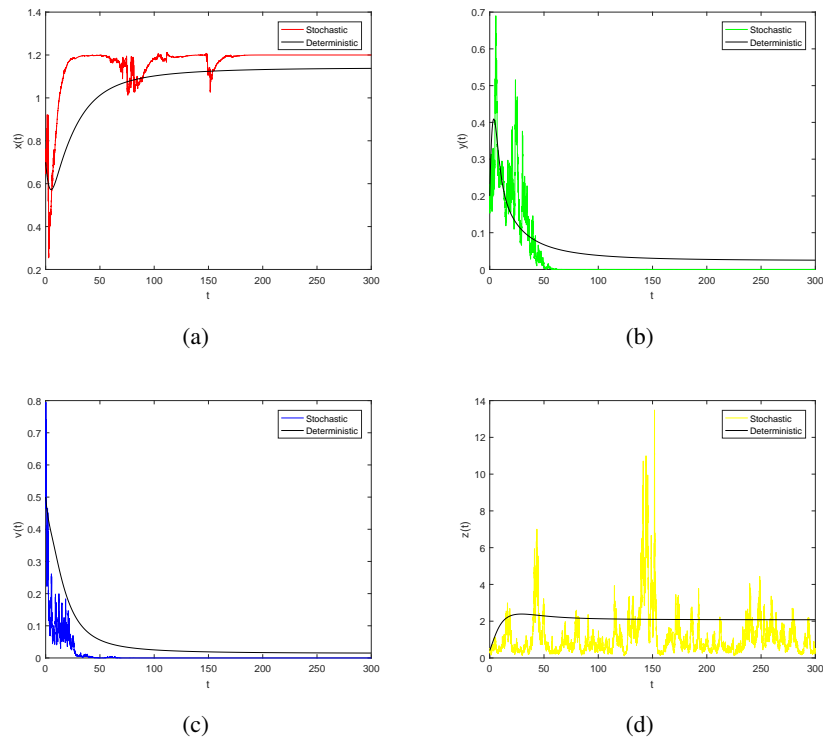 1.4
1.2
1
0.8
0.6
0.4
0.2
x(t)
0 50 100 150 200 250 300
t
Stochastic
Deterministic
(a)
0.7
0.6
0.5
0.4
0.3
0.2
0.1
0
y(t)
0 50 100 150 200 250 300
t
Stochastic
Deterministic
(b)
0.8
0.7
0.6
0.5
0.4
0.3
0.2
0.1
0
v(t)
0 50 100 150 200 250 300
t
Stochastic
Deterministic
(c)
14
12
10
8
6
4
2
0
z(t)
0 50 100 150 200 250 300
t
Stochastic
Deterministic
(d)